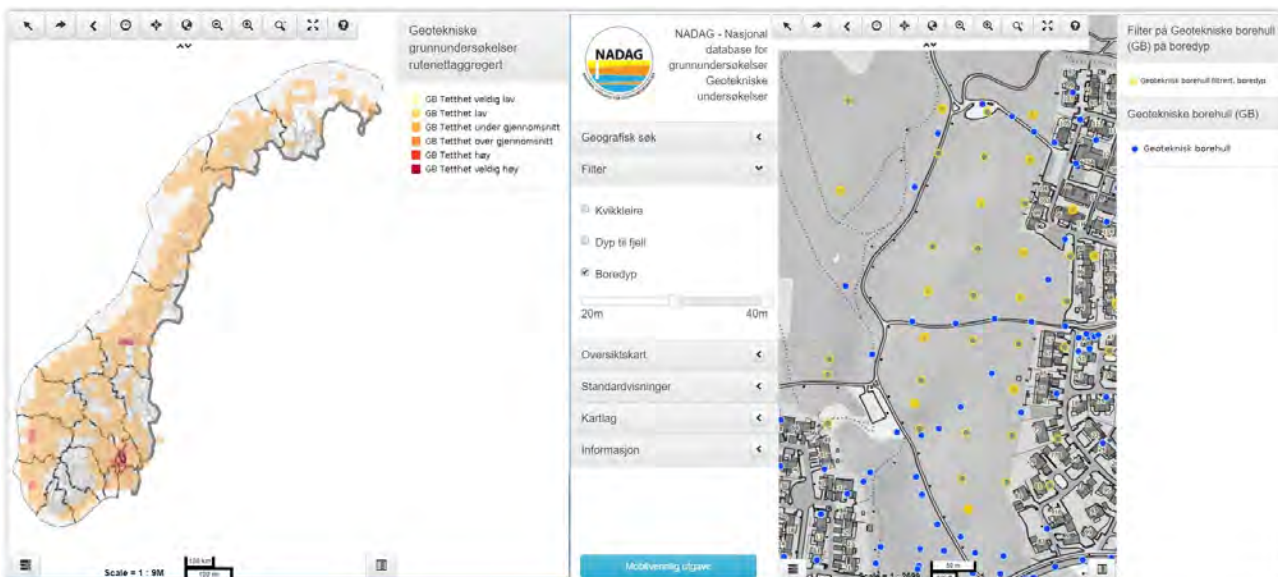 Geotekniske
grunnundersøkelser
rutenettaggregert
GB Tetthet veldig lav
GB Tetthet lav
GB Tetthet under gjennomsnitt
GB Tetthet over gjennomsnitt
GB Tetthet høy
GB Tetthet veldig høy
Scale = 1 : 9M
100 km
NADAG
NADAG - Nasjonal
database for
grunnundersøkelser
Geotekniske
undersøkelser
Geografisk søk
Filter
Kvikkleire
Dyp til fjell
Boredyp
20m
40m
Oversiktskart
Standardvisninger
Kartlag
Informasjon
Mobilvennlig utgave
50 m
Filter på Geotekniske borehull
(GB) på boredyp
Geoteknisk borehull filtrert, boredyp
Geotekniske borehull (GB)
Geoteknisk borehull